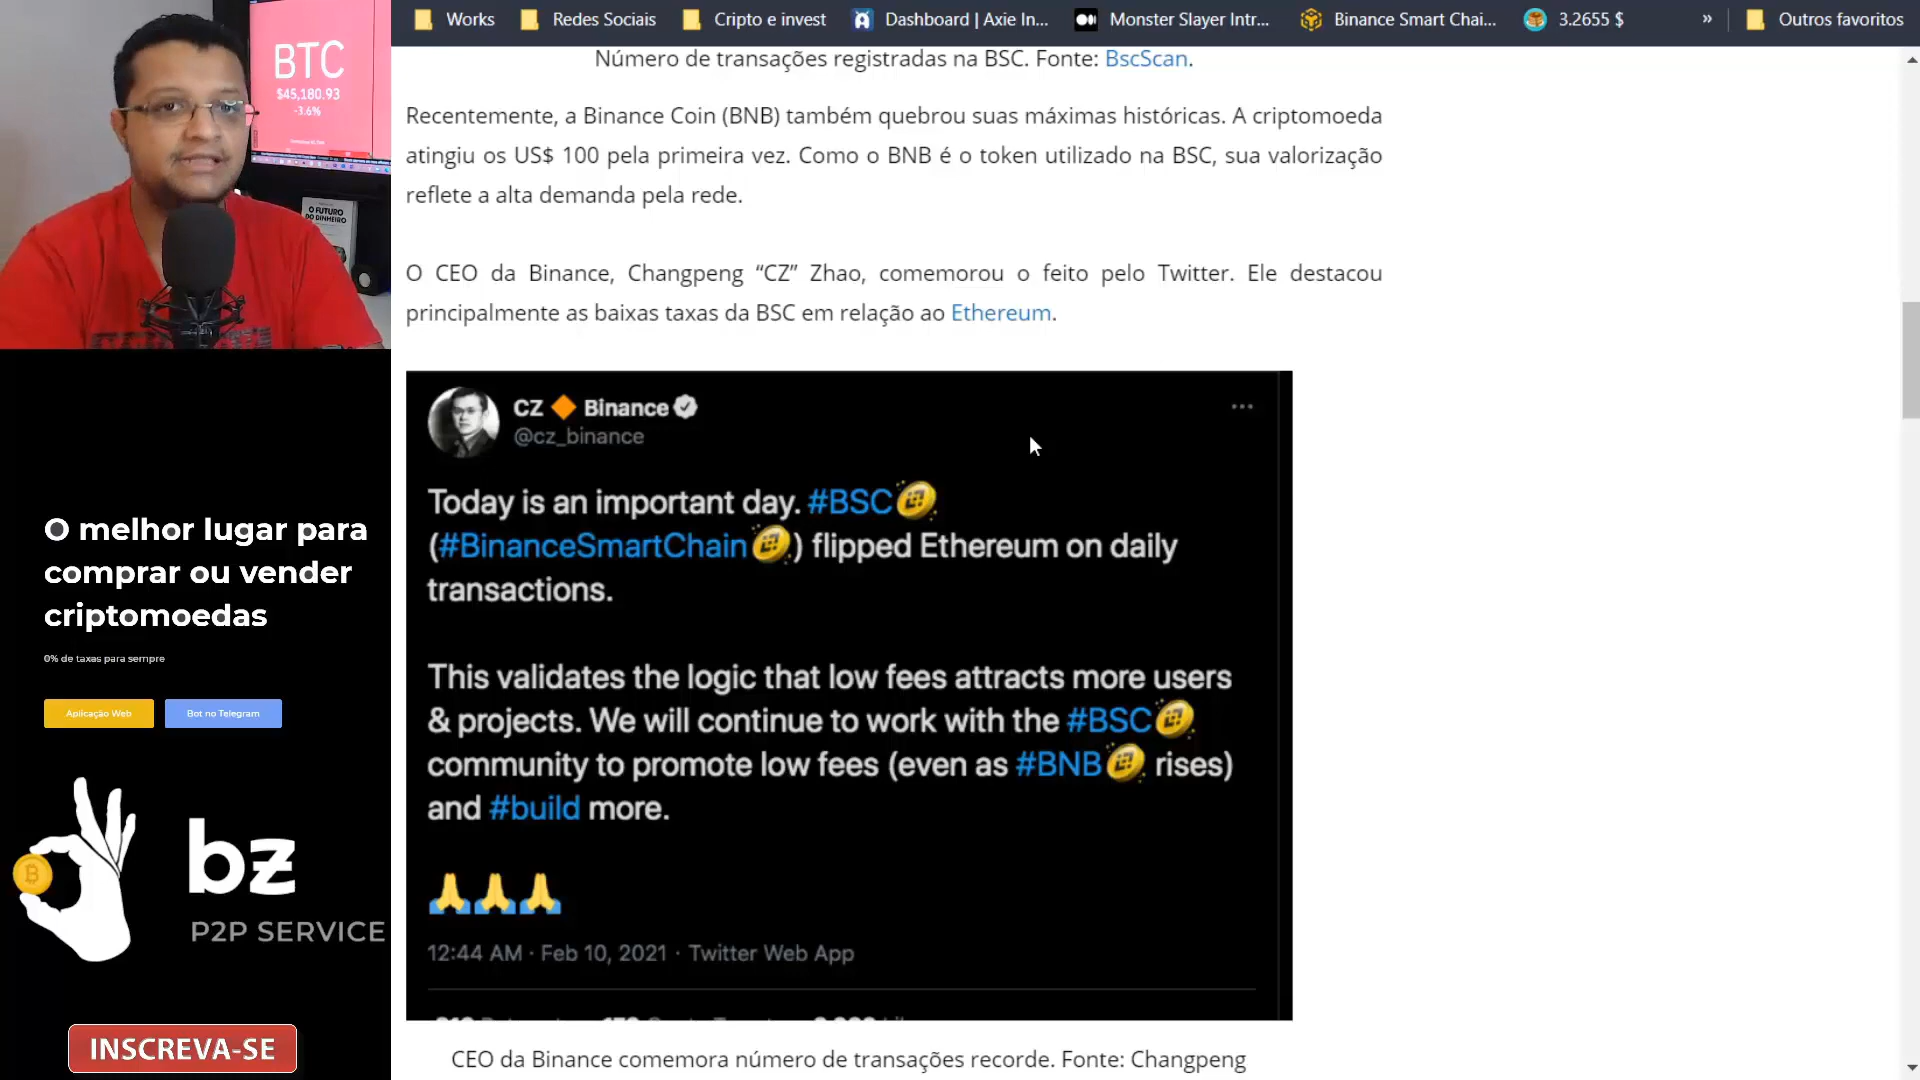 Works
Redes Sociais
Cripto e invest
Dashboard | Axie In...
Monster Slayer Intr...
Binance Smart Chai...
3.2655 $
»
Outros favoritos
BTC
$45,180.93
-3.6%
O FUTURO
DO DINHEIRO
Número de transações registradas na BSC. Fonte: BscScan.
Recentemente, a Binance Coin (BNB) também quebrou suas máximas históricas. A criptomoeda
atingiu os US$ 100 pela primeira vez. Como o BNB é o token utilizado na BSC, sua valorização
reflete a alta demanda pela rede.
O CEO da Binance, Changpeng “CZ” Zhao, comemorou o feito pelo Twitter. Ele destacou
principalmente as baixas taxas da BSC em relação ao Ethereum.
CZ 🔶 Binance
@cz_binance
Today is an important day. #BSC
(#BinanceSmartChain) flipped Ethereum on daily
transactions.
This validates the logic that low fees attracts more users
& projects. We will continue to work with the #BSC
community to promote low fees (even as #BNB rises)
and #build more.
🙏🙏🙏
12:44 AM · Feb 10, 2021 · Twitter Web App
CEO da Binance comemora número de transações recorde. Fonte: Changpeng
O melhor lugar para
comprar ou vender
criptomoedas
0% de taxas para sempre
Aplicação Web
Bot no Telegram
bz
P2P SERVICE
INSCREVA-SE